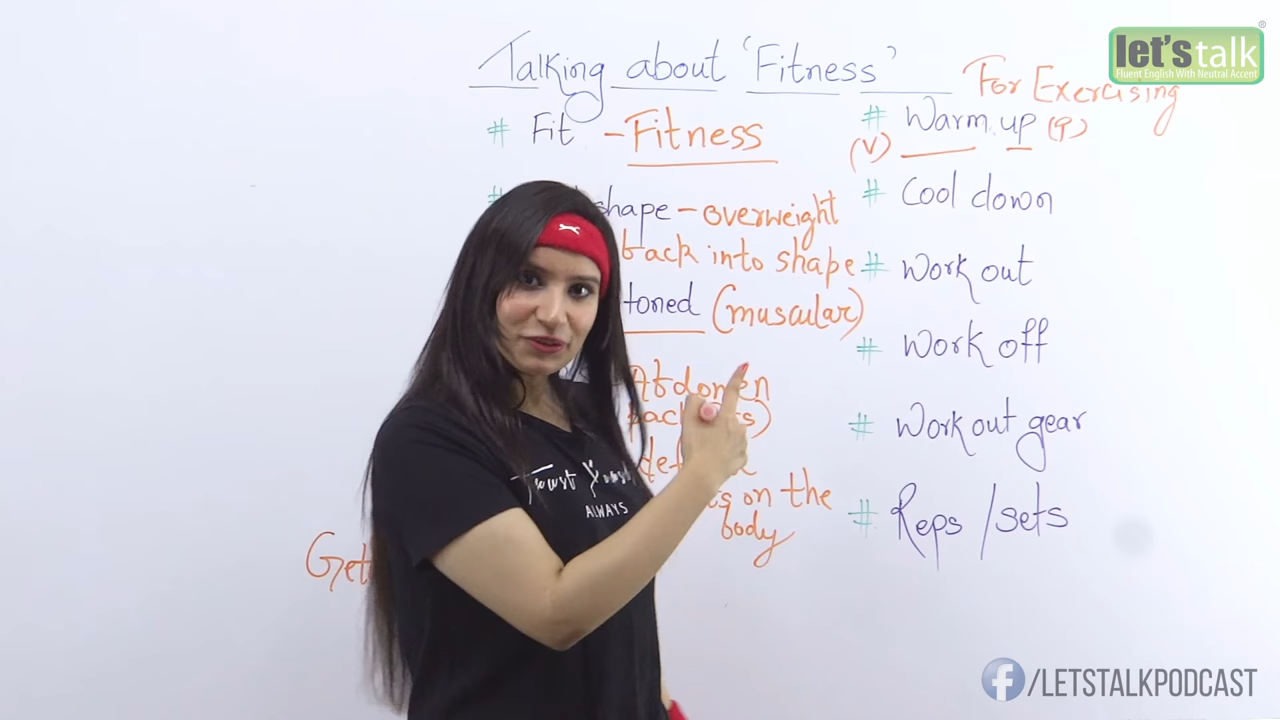 Talking about 'Fitness'
# Fit - Fitness
shape - overweight
back into shape
toned (muscular)
Abdomen
on the
body
Get
For Exercising
# Warm up (P)
(V)
# Cool down
# Work out
# Work off
# Work out gear
# Reps / sets
Trust
ALWAYS
let's talk®
Fluent English With Neutral Accent
f /LETSTALKPODCAST